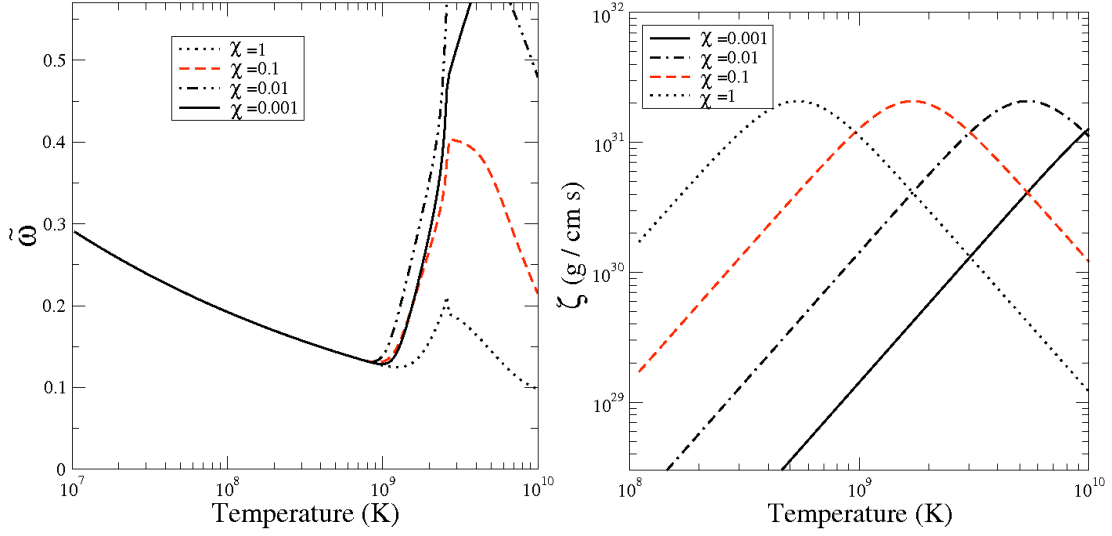 χ =1
χ =0.1
χ =0.01
χ =0.001
0.5
0.4
0.3
0.2
0.1
0
ω̃
10^7
10^8
10^9
10^10
Temperature (K)
χ =0.001
χ =0.01
χ =0.1
χ =1
10^32
10^31
10^30
10^29
ζ (g / cm s)
10^8
10^9
10^10
Temperature (K)